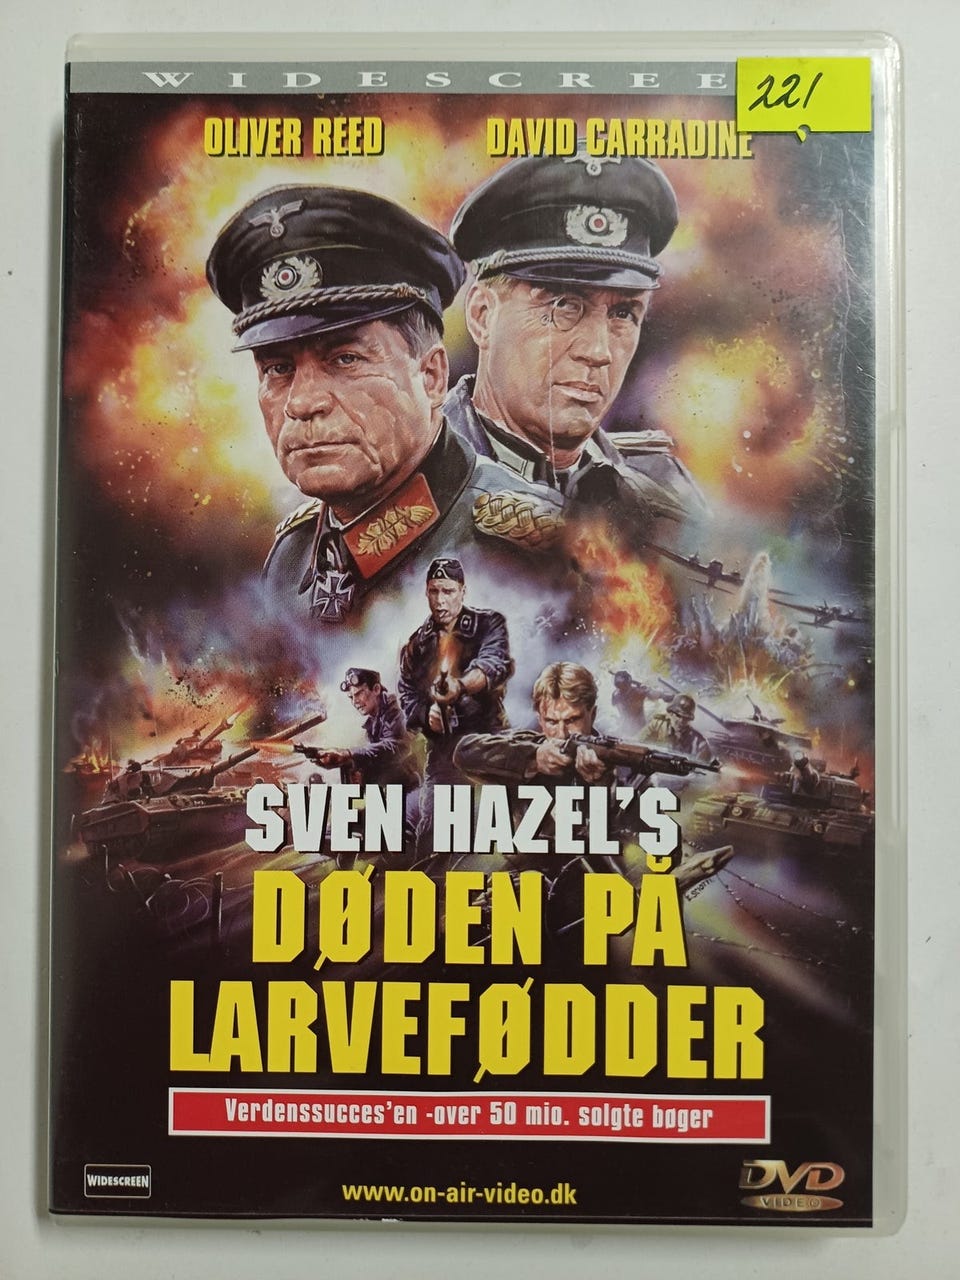 WIDESCREE
221
OLIVER REED
DAVID CARRADINE
SVEN HAZEL'S
DØDEN PÅ
LARVEFØDDER
Verdenssucces'en -over 50 mio. solgte bøger
WIDESCREEN
www.on-air-video.dk
DVD
VIDEO